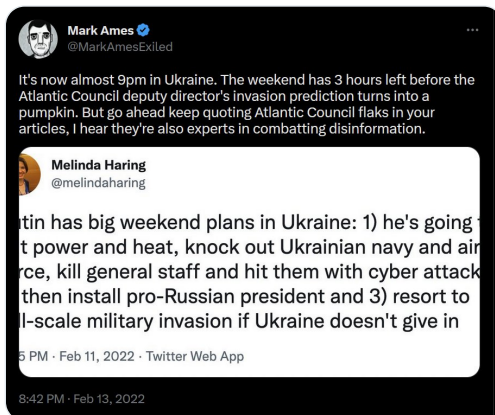 Mark Ames
@MarkAmesExiled
It's now almost 9pm in Ukraine. The weekend has 3 hours left before the
Atlantic Council deputy director's invasion prediction turns into a
pumpkin. But go ahead keep quoting Atlantic Council flaks in your
articles, I hear they're also experts in combatting disinformation.
Melinda Haring
@melindaharing
tin has big weekend plans in Ukraine: 1) he's going
t power and heat, knock out Ukrainian navy and air
rce, kill general staff and hit them with cyber attack
then install pro-Russian president and 3) resort to
ll-scale military invasion if Ukraine doesn't give in
5 PM · Feb 11, 2022 · Twitter Web App
8:42 PM · Feb 13, 2022